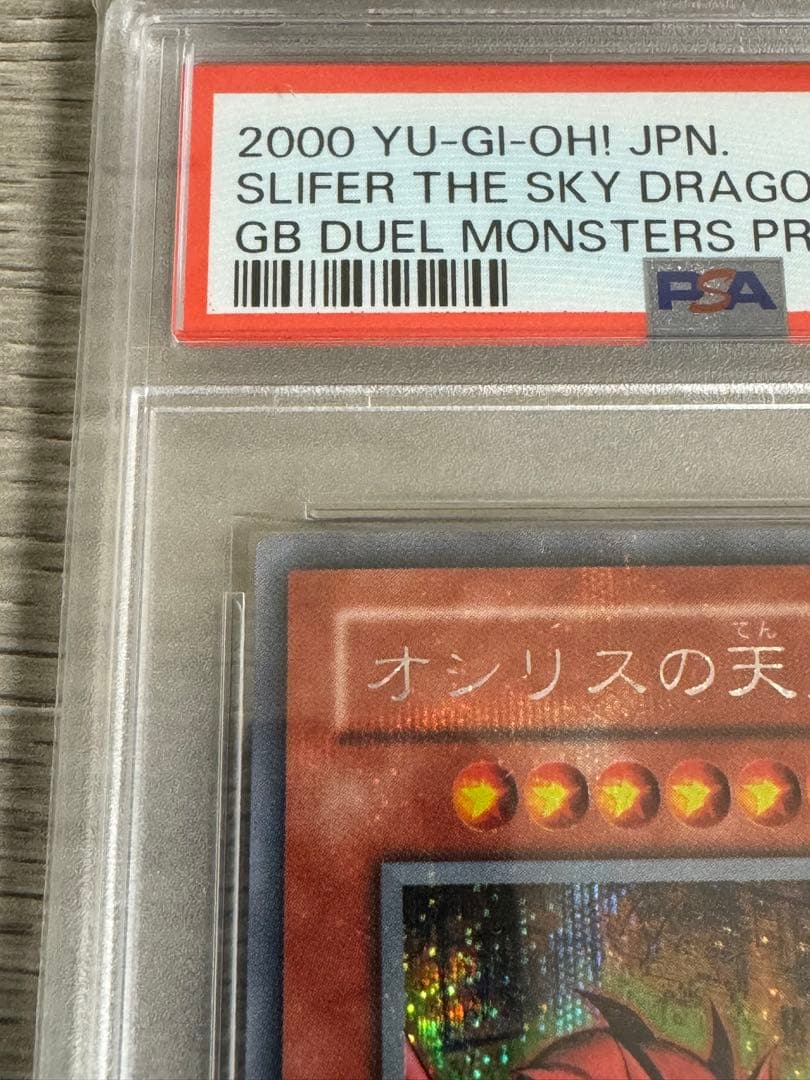 2000 YU-GI-OH! JPN.
SLIFER THE SKY DRAGO
GB DUEL MONSTERS PR
PSA
てん
オシリスの天